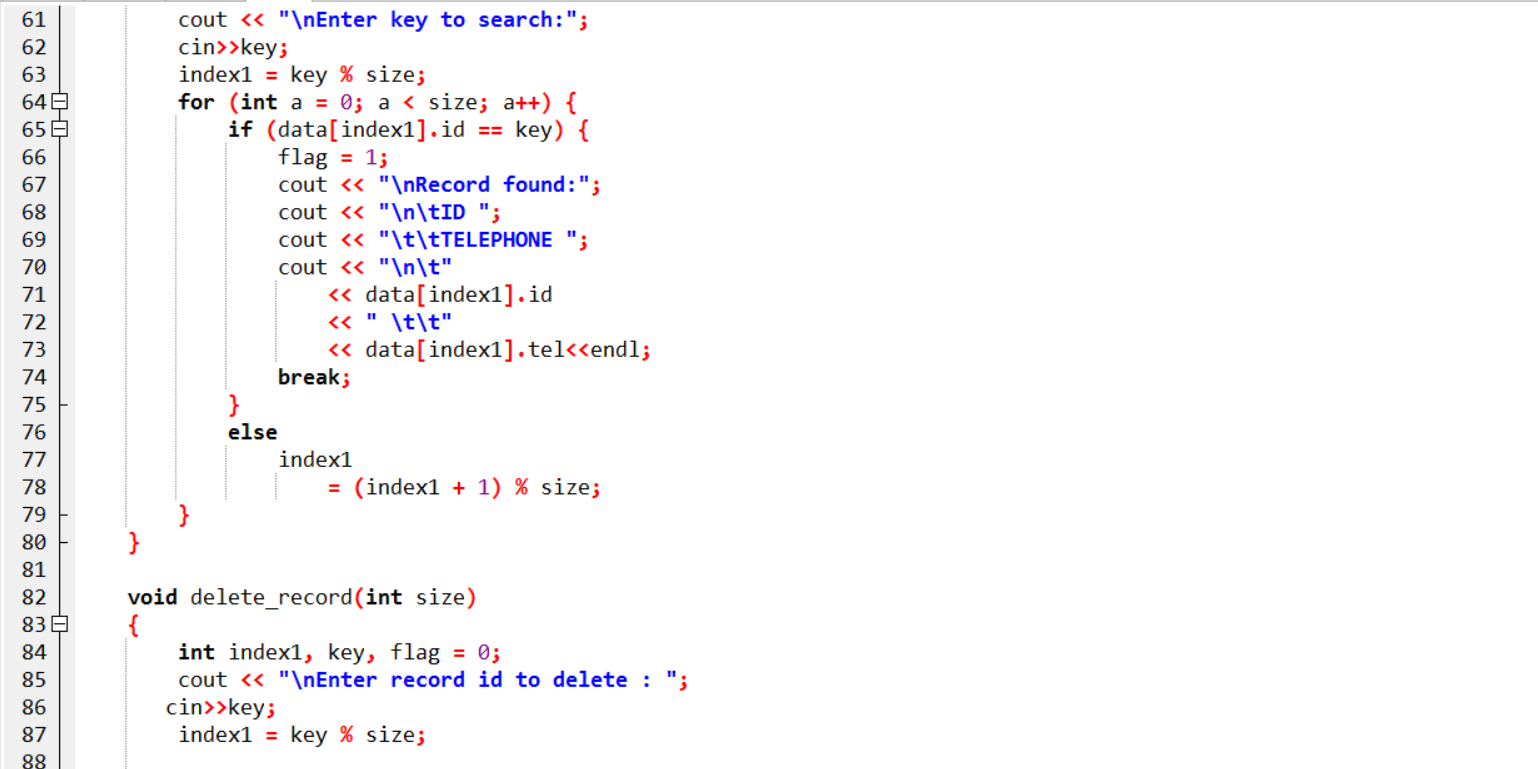 61 cout << "\nEnter key to search:";
62 cin>>key;
63 index1 = key % size;
64 for (int a = 0; a < size; a++) {
65 if (data[index1].id == key) {
66 flag = 1;
67 cout << "\nRecord found:";
68 cout << "\n\tID ";
69 cout << "\t\tTELEPHONE ";
70 cout << "\n\t"
71 << data[index1].id
72 << " \t\t"
73 << data[index1].tel<<endl;
74 break;
75 }
76 else
77 index1
78 = (index1 + 1) % size;
79 }
80 }
81
82 void delete_record(int size)
83 {
84 int index1, key, flag = 0;
85 cout << "\nEnter record id to delete : ";
86 cin>>key;
87 index1 = key % size;
88